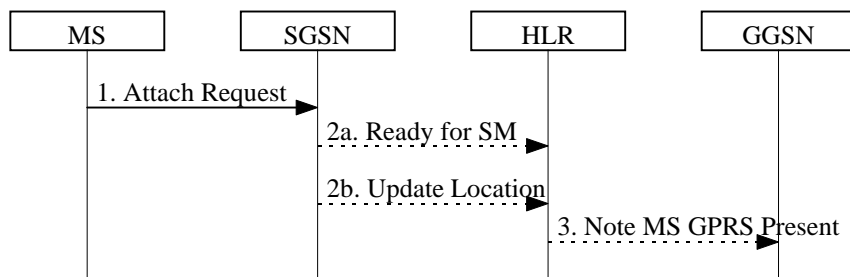 MS SGSN HLR GGSN
1. Attach Request
2a. Ready for SM
2b. Update Location
3. Note MS GPRS Present